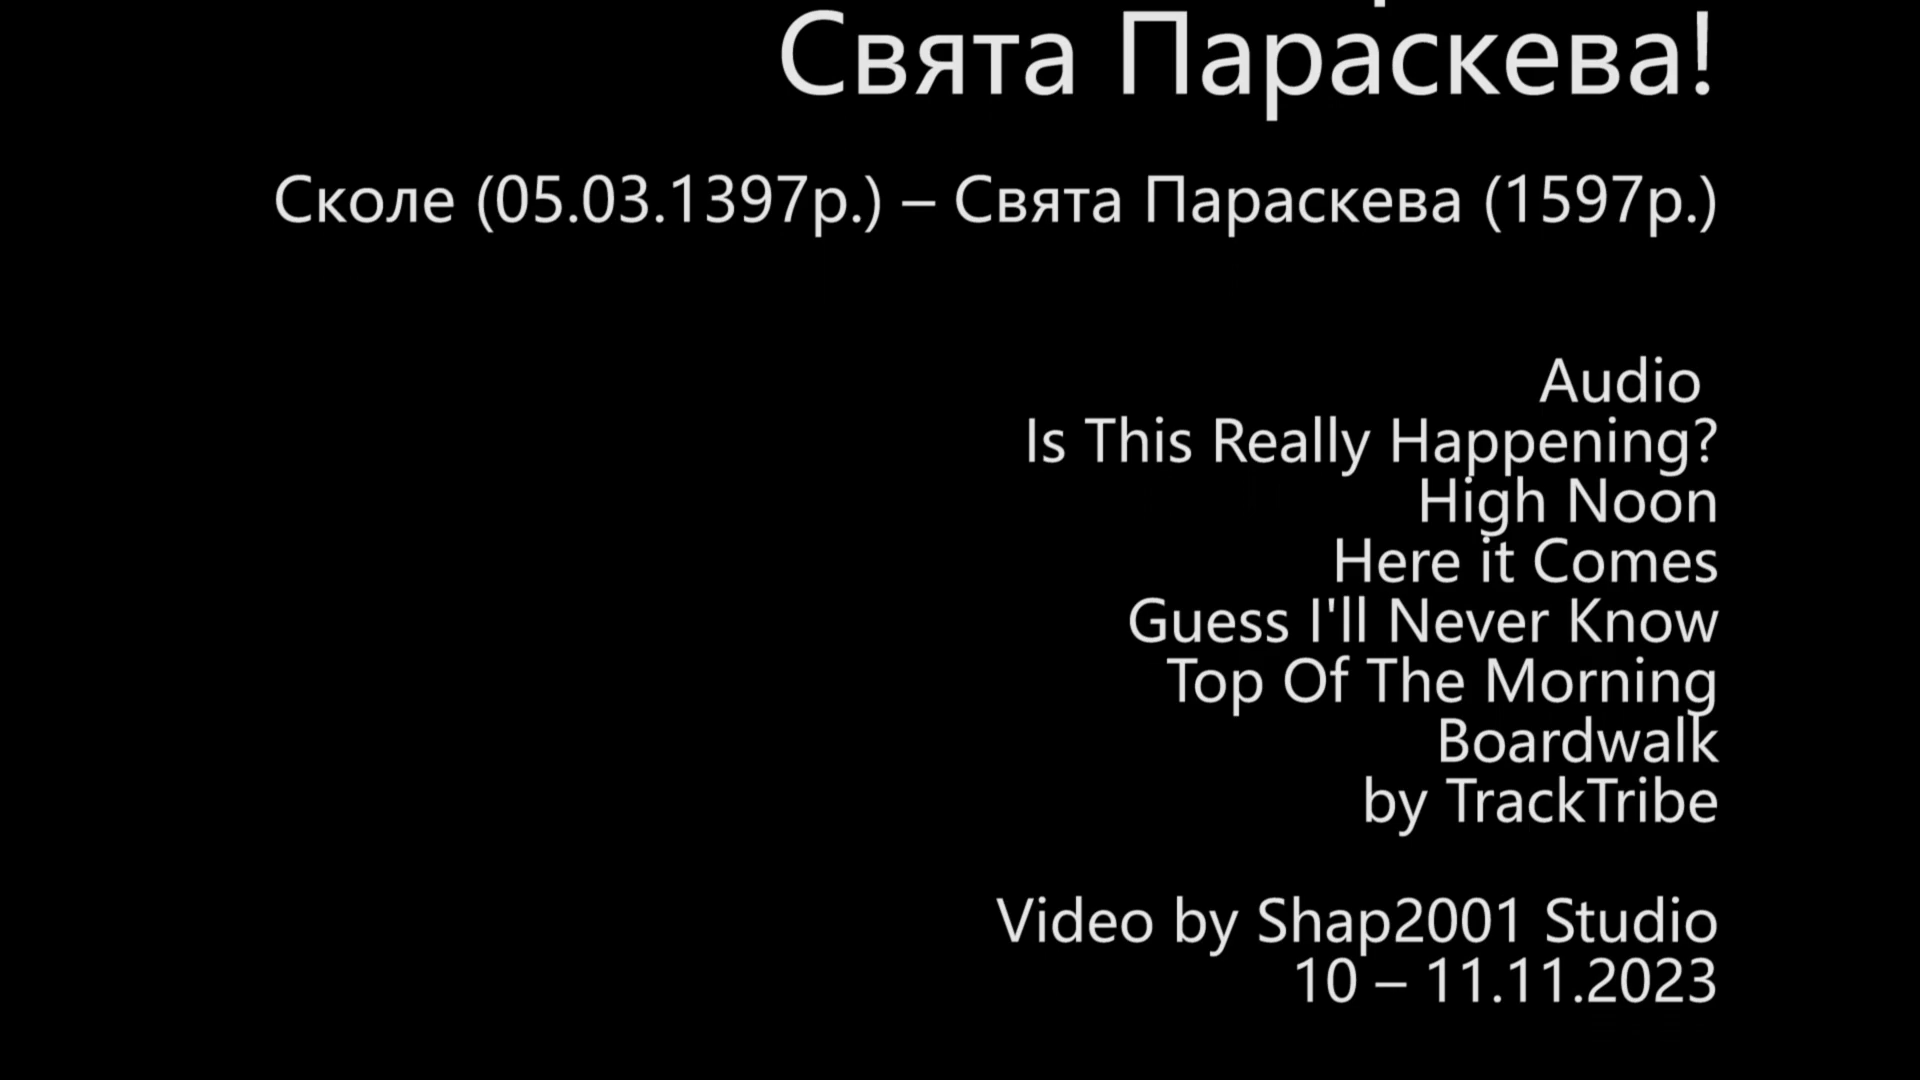 Свята Параскева!
Сколе (05.03.1397р.) – Свята Параскева (1597р.)
Audio
Is This Really Happening?
High Noon
Here it Comes
Guess I'll Never Know
Top Of The Morning
Boardwalk
by TrackTribe
Video by Shap2001 Studio
10 – 11.11.2023